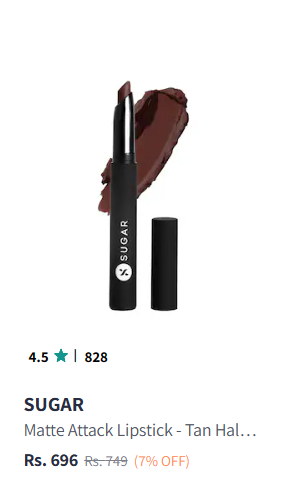 SUGAR
4.5 ★ | 828
SUGAR
Matte Attack Lipstick - Tan Hal...
Rs. 696 Rs. 749 (7% OFF)